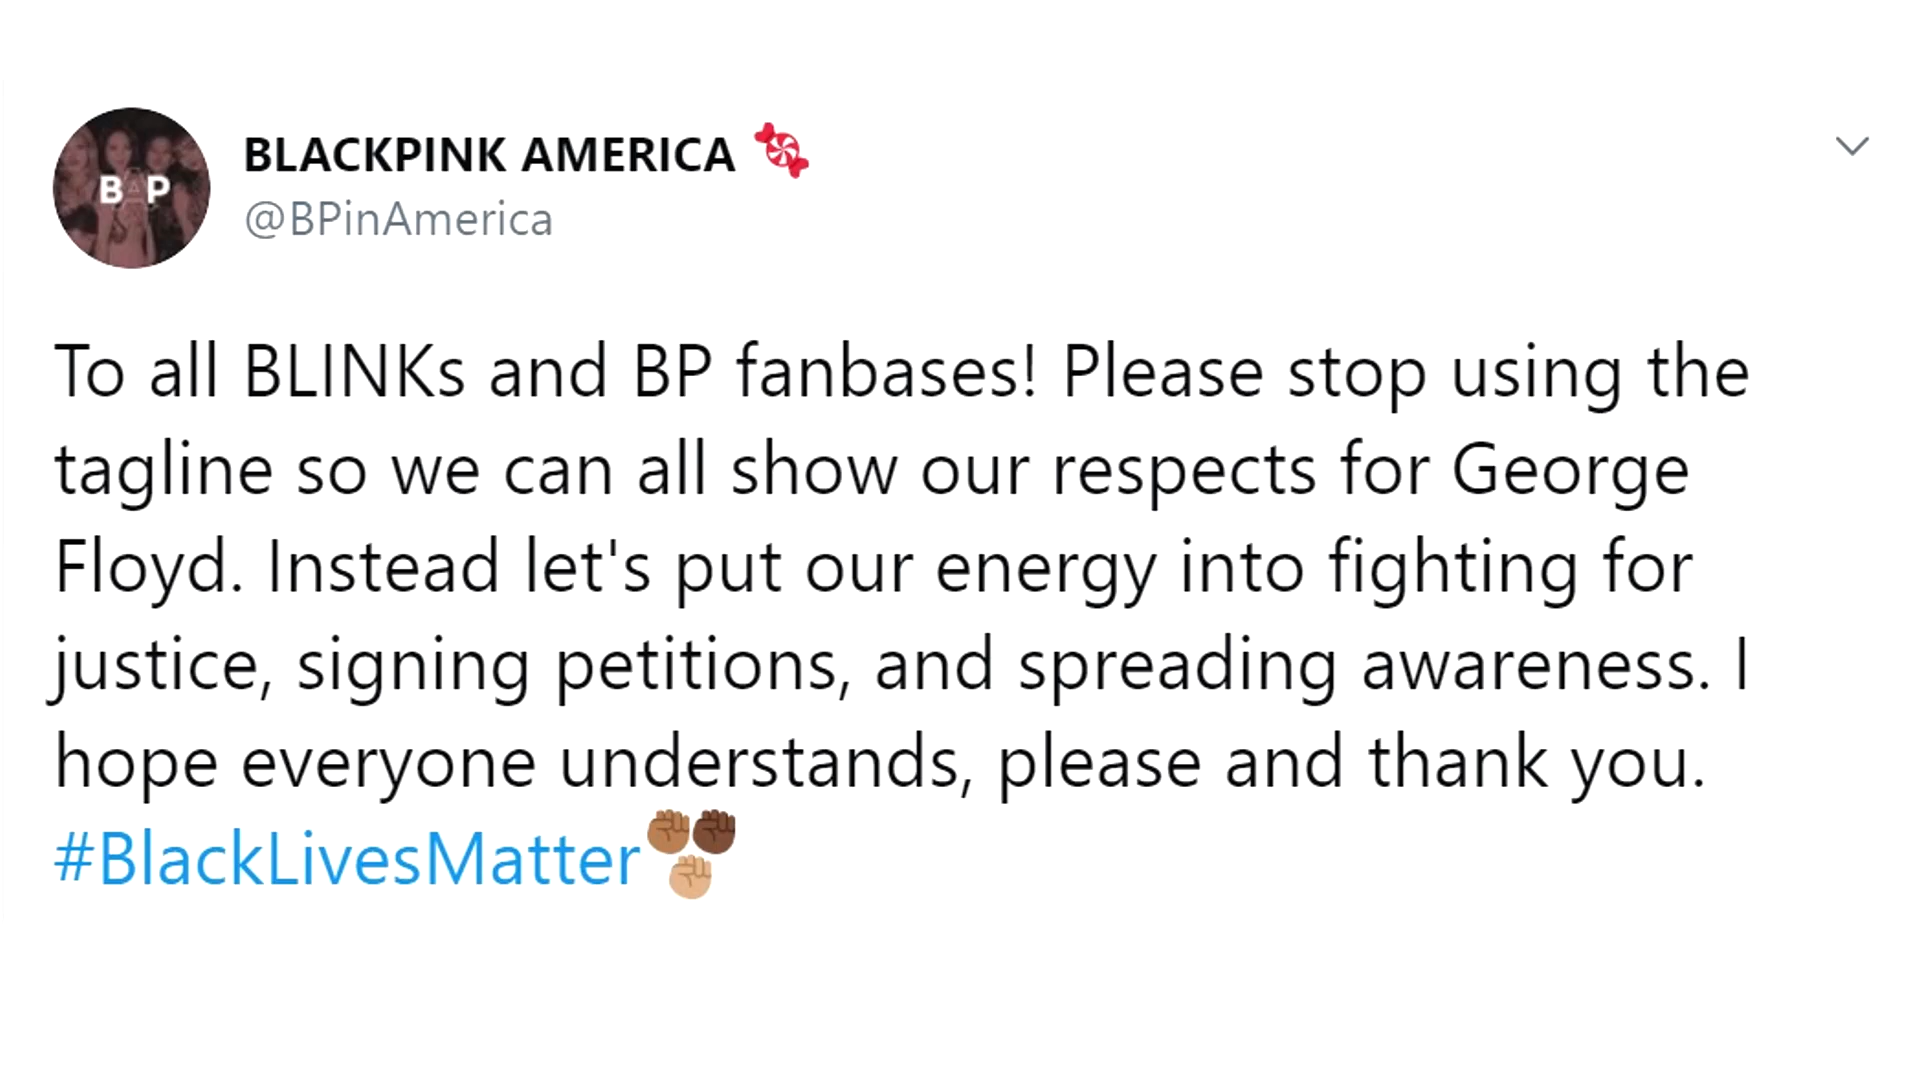 BAP
BLACKPINK AMERICA 🍬
@BPinAmerica
To all BLINKs and BP fanbases! Please stop using the
tagline so we can all show our respects for George
Floyd. Instead let's put our energy into fighting for
justice, signing petitions, and spreading awareness. I
hope everyone understands, please and thank you.
#BlackLivesMatter✊🏾✊🏿✊🏼